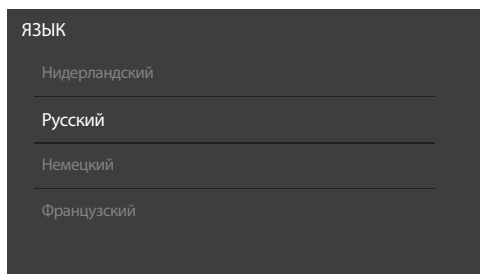 ЯЗЫК
Нидерландский
Русский
Немецкий
Французский